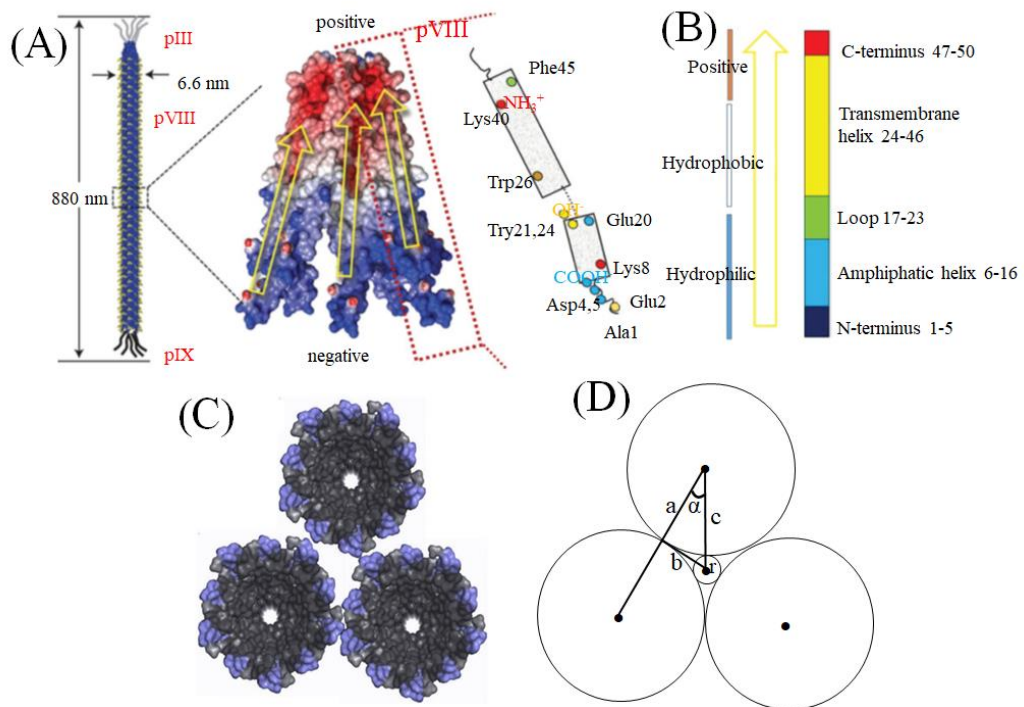 (A)
pIII
6.6 nm
pVIII
880 nm
pIX
positive
pVIII
negative
Phe45
NH3+
Lys40
Trp26
OH-
Try21,24
Glu20
Lys8
COOH-
Asp4,5
Glu2
Ala1
(B)
Positive
Hydrophobic
Hydrophilic
C-terminus 47-50
Transmembrane
helix 24-46
Loop 17-23
Amphiphatic helix 6-16
N-terminus 1-5
(C)
(D)
a
α
c
b
r